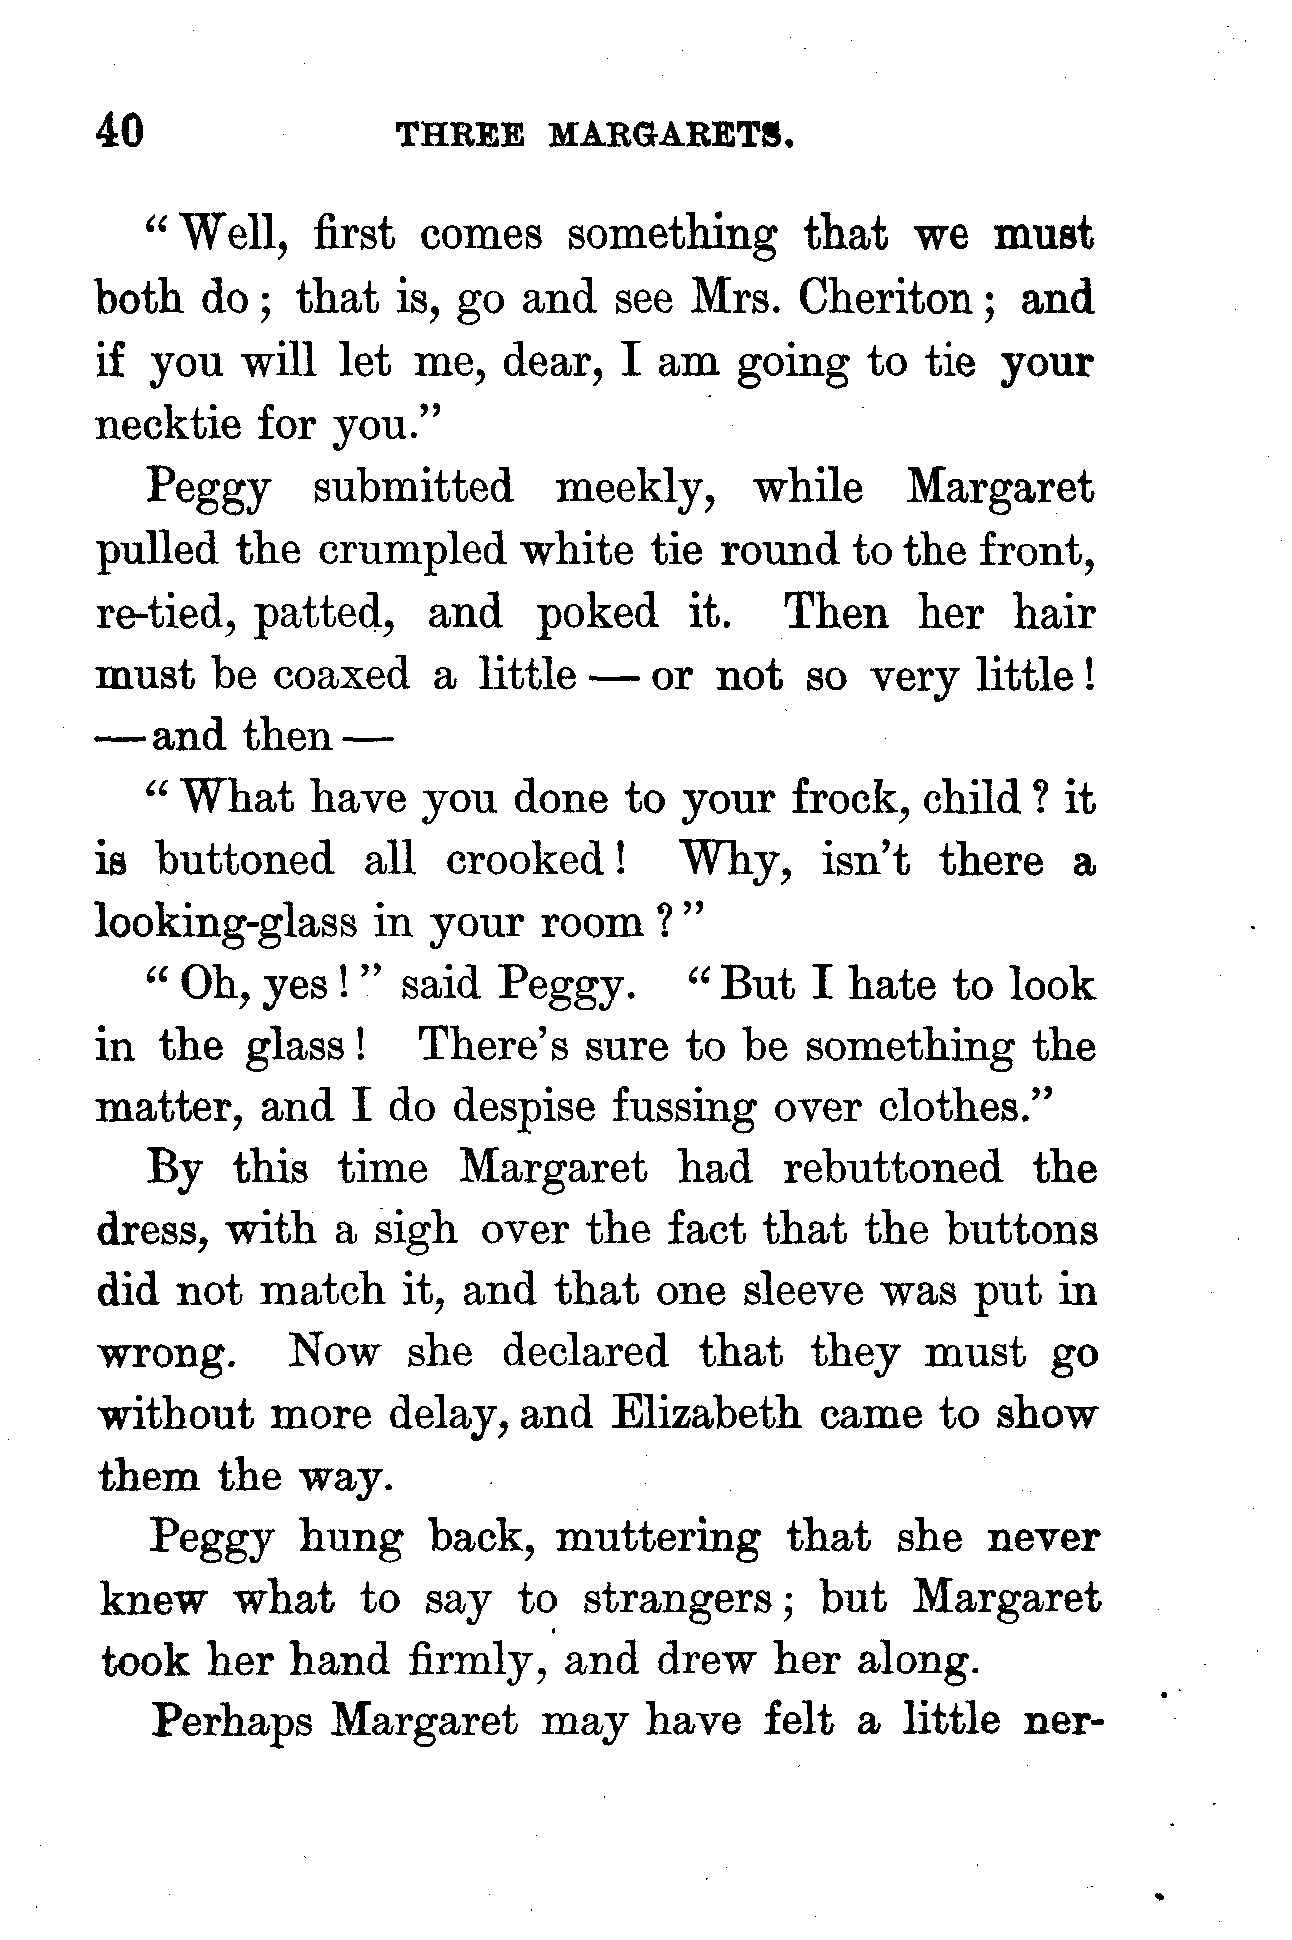 40 THREE MARGARETS.
“Well, first comes something that we must
both do; that is, go and see Mrs. Cheriton; and
if you will let me, dear, I am going to tie your
necktie for you.”
Peggy submitted meekly, while Margaret
pulled the crumpled white tie round to the front,
re-tied, patted, and poked it. Then her hair
must be coaxed a little — or not so very little!
— and then —
“What have you done to your frock, child? it
is buttoned all crooked! Why, isn’t there a
looking-glass in your room?”
“Oh, yes!” said Peggy. “But I hate to look
in the glass! There’s sure to be something the
matter, and I do despise fussing over clothes.”
By this time Margaret had rebuttoned the
dress, with a sigh over the fact that the buttons
did not match it, and that one sleeve was put in
wrong. Now she declared that they must go
without more delay, and Elizabeth came to show
them the way.
Peggy hung back, muttering that she never
knew what to say to strangers; but Margaret
took her hand firmly, and drew her along.
Perhaps Margaret may have felt a little ner-